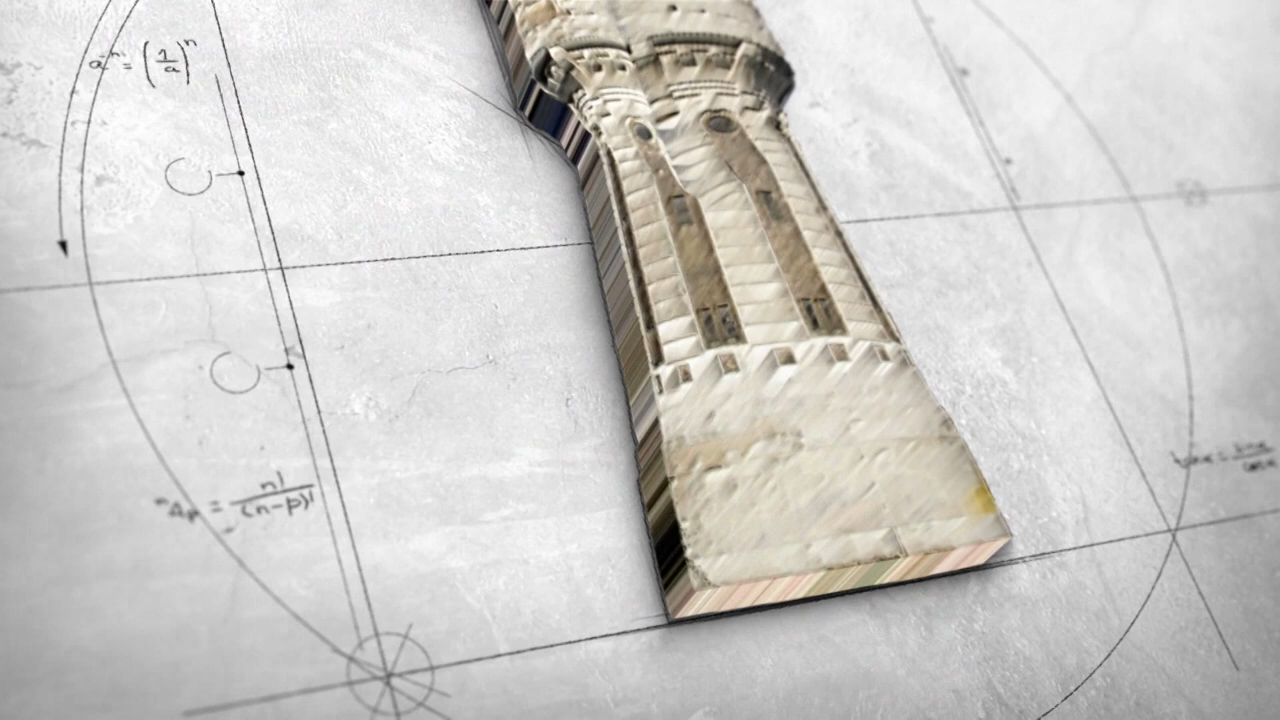 a⁻ⁿ = (1/a)ⁿ
ⁿAₚ = n!/(n-p)!